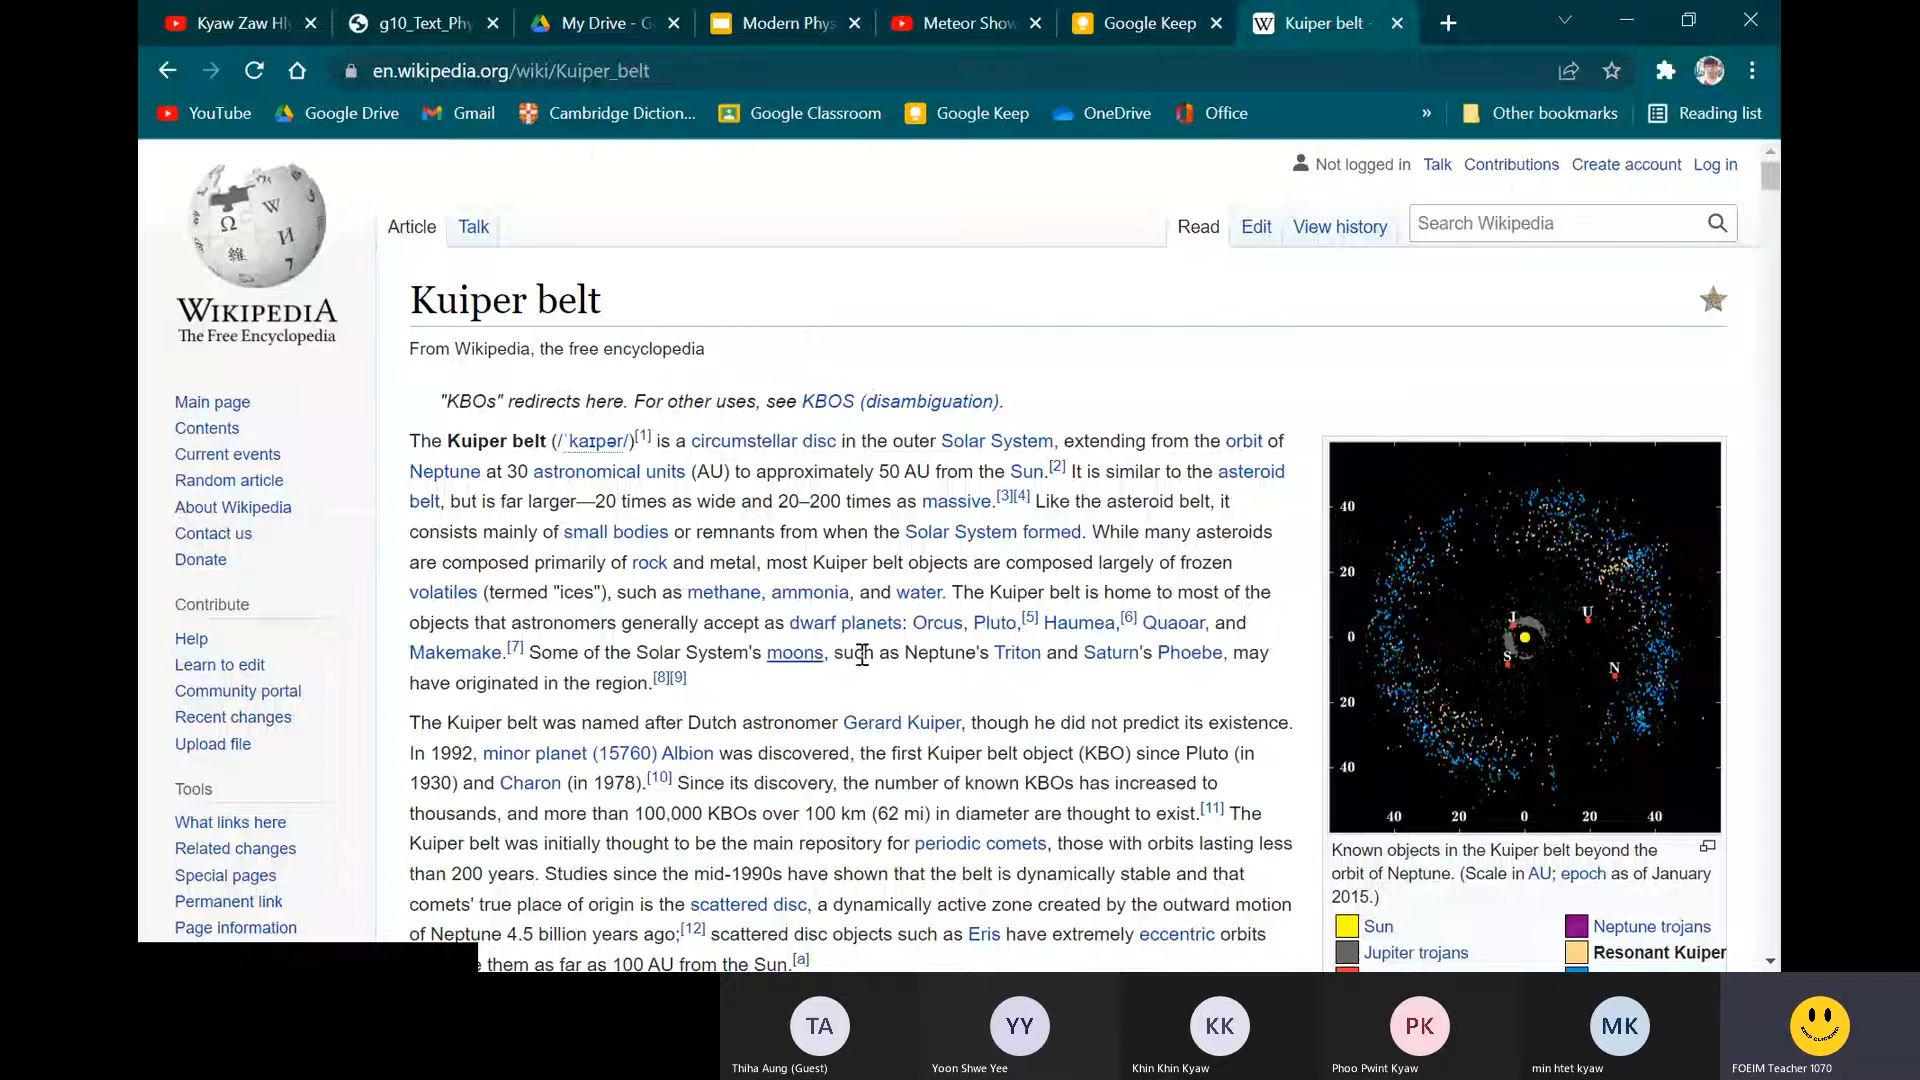 Kyaw Zaw Hl
g10_Text_Phy
My Drive - G
Modern Phys
Meteor Show
Google Keep
Kuiper belt -
en.wikipedia.org/wiki/Kuiper_belt
YouTube
Google Drive
Gmail
Cambridge Diction...
Google Classroom
Google Keep
OneDrive
Office
»
Other bookmarks
Reading list
Not logged in Talk Contributions Create account Log in
Article Talk
Read Edit View history
Search Wikipedia
WIKIPEDIA
The Free Encyclopedia
Main page
Contents
Current events
Random article
About Wikipedia
Contact us
Donate
Contribute
Help
Learn to edit
Community portal
Recent changes
Upload file
Tools
What links here
Related changes
Special pages
Permanent link
Page information
Kuiper belt
From Wikipedia, the free encyclopedia
"KBOs" redirects here. For other uses, see KBOS (disambiguation).
The Kuiper belt (/ˈkaɪpər/)[1] is a circumstellar disc in the outer Solar System, extending from the orbit of
Neptune at 30 astronomical units (AU) to approximately 50 AU from the Sun.[2] It is similar to the asteroid
belt, but is far larger—20 times as wide and 20–200 times as massive.[3][4] Like the asteroid belt, it
consists mainly of small bodies or remnants from when the Solar System formed. While many asteroids
are composed primarily of rock and metal, most Kuiper belt objects are composed largely of frozen
volatiles (termed "ices"), such as methane, ammonia, and water. The Kuiper belt is home to most of the
objects that astronomers generally accept as dwarf planets: Orcus, Pluto,[5] Haumea,[6] Quaoar, and
Makemake.[7] Some of the Solar System's moons, such as Neptune's Triton and Saturn's Phoebe, may
have originated in the region.[8][9]
The Kuiper belt was named after Dutch astronomer Gerard Kuiper, though he did not predict its existence.
In 1992, minor planet (15760) Albion was discovered, the first Kuiper belt object (KBO) since Pluto (in
1930) and Charon (in 1978).[10] Since its discovery, the number of known KBOs has increased to
thousands, and more than 100,000 KBOs over 100 km (62 mi) in diameter are thought to exist.[11] The
Kuiper belt was initially thought to be the main repository for periodic comets, those with orbits lasting less
than 200 years. Studies since the mid-1990s have shown that the belt is dynamically stable and that
comets' true place of origin is the scattered disc, a dynamically active zone created by the outward motion
of Neptune 4.5 billion years ago;[12] scattered disc objects such as Eris have extremely eccentric orbits
them as far as 100 AU from the Sun.[a]
40
20
0
20
40
J
U
S
N
40 20 0 20 40
Known objects in the Kuiper belt beyond the
orbit of Neptune. (Scale in AU; epoch as of January
2015.)
Sun
Neptune trojans
Jupiter trojans
Resonant Kuiper
TA
YY
KK
PK
MK
KEEP CLICKING
Thiha Aung (Guest)
Yoon Shwe Yee
Khin Khin Kyaw
Phoo Pwint Kyaw
min htet kyaw
FOEIM Teacher 1070